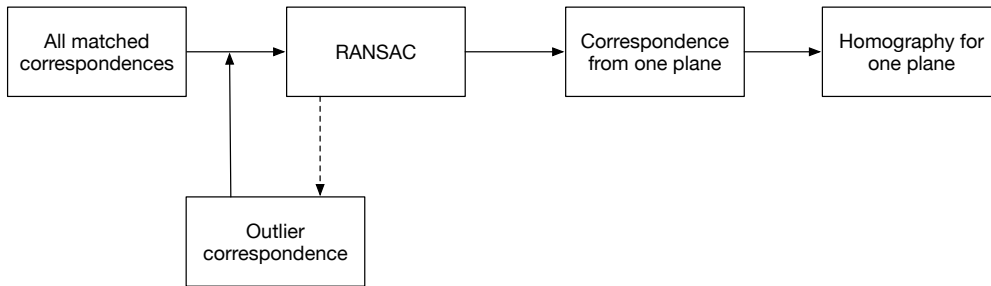 All matched
correspondences
RANSAC
Correspondence
from one plane
Homography for
one plane
Outlier
correspondence